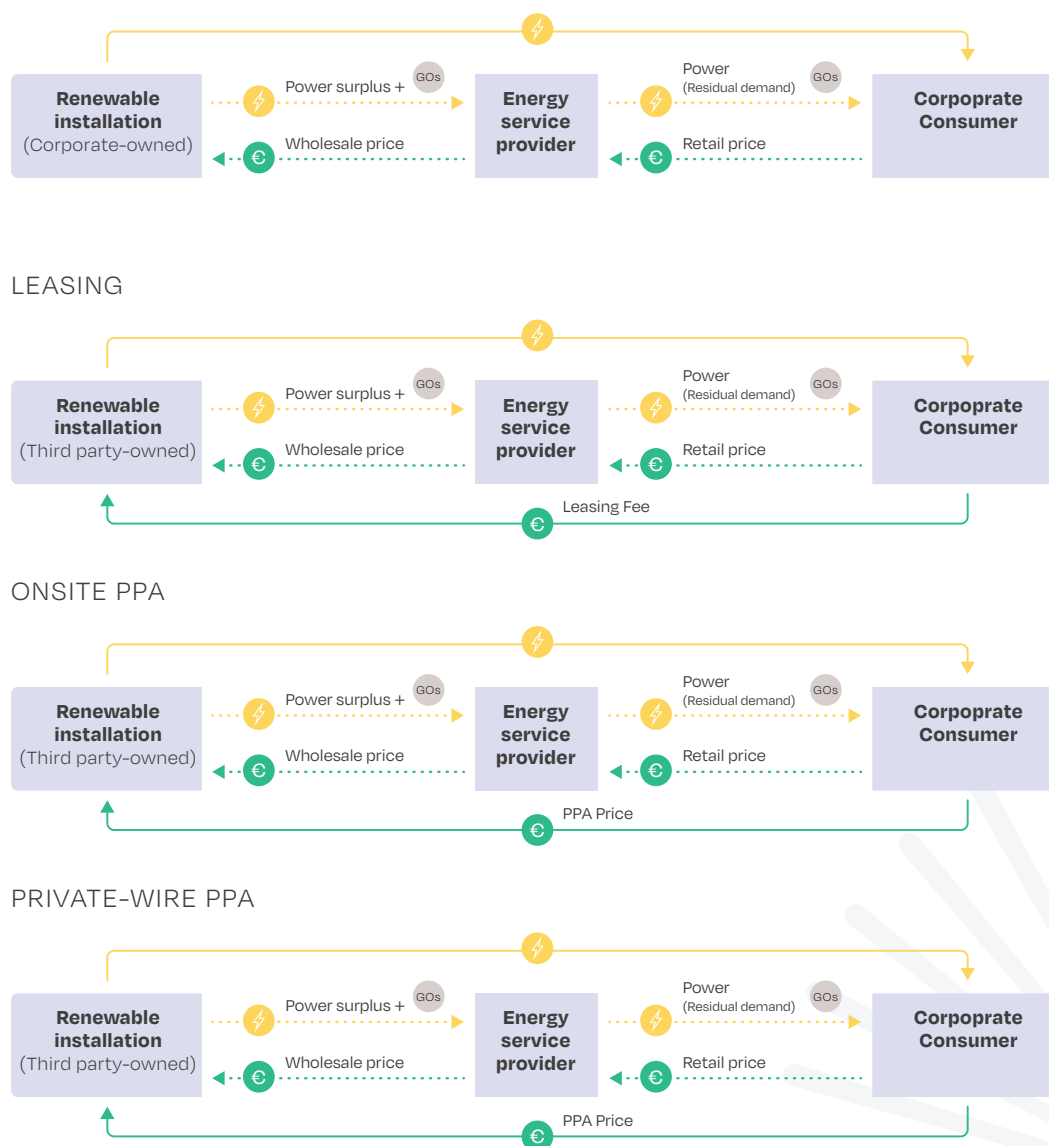 Power surplus + GOs
Power GOs
(Residual demand)
Renewable
installation
(Corporate-owned)
Energy
service
provider
Corpoprate
Consumer
€ Wholesale price
€ Retail price
LEASING
Power surplus + GOs
Power GOs
(Residual demand)
Renewable
installation
(Third party-owned)
Energy
service
provider
Corpoprate
Consumer
€ Wholesale price
€ Retail price
Leasing Fee
€
ONSITE PPA
Power surplus + GOs
Power GOs
(Residual demand)
Renewable
installation
(Third party-owned)
Energy
service
provider
Corpoprate
Consumer
€ Wholesale price
€ Retail price
PPA Price
€
PRIVATE-WIRE PPA
Power surplus + GOs
Power GOs
(Residual demand)
Renewable
installation
(Third party-owned)
Energy
service
provider
Corpoprate
Consumer
€ Wholesale price
€ Retail price
PPA Price
€